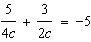 5/(4c) + 3/(2c) = −5